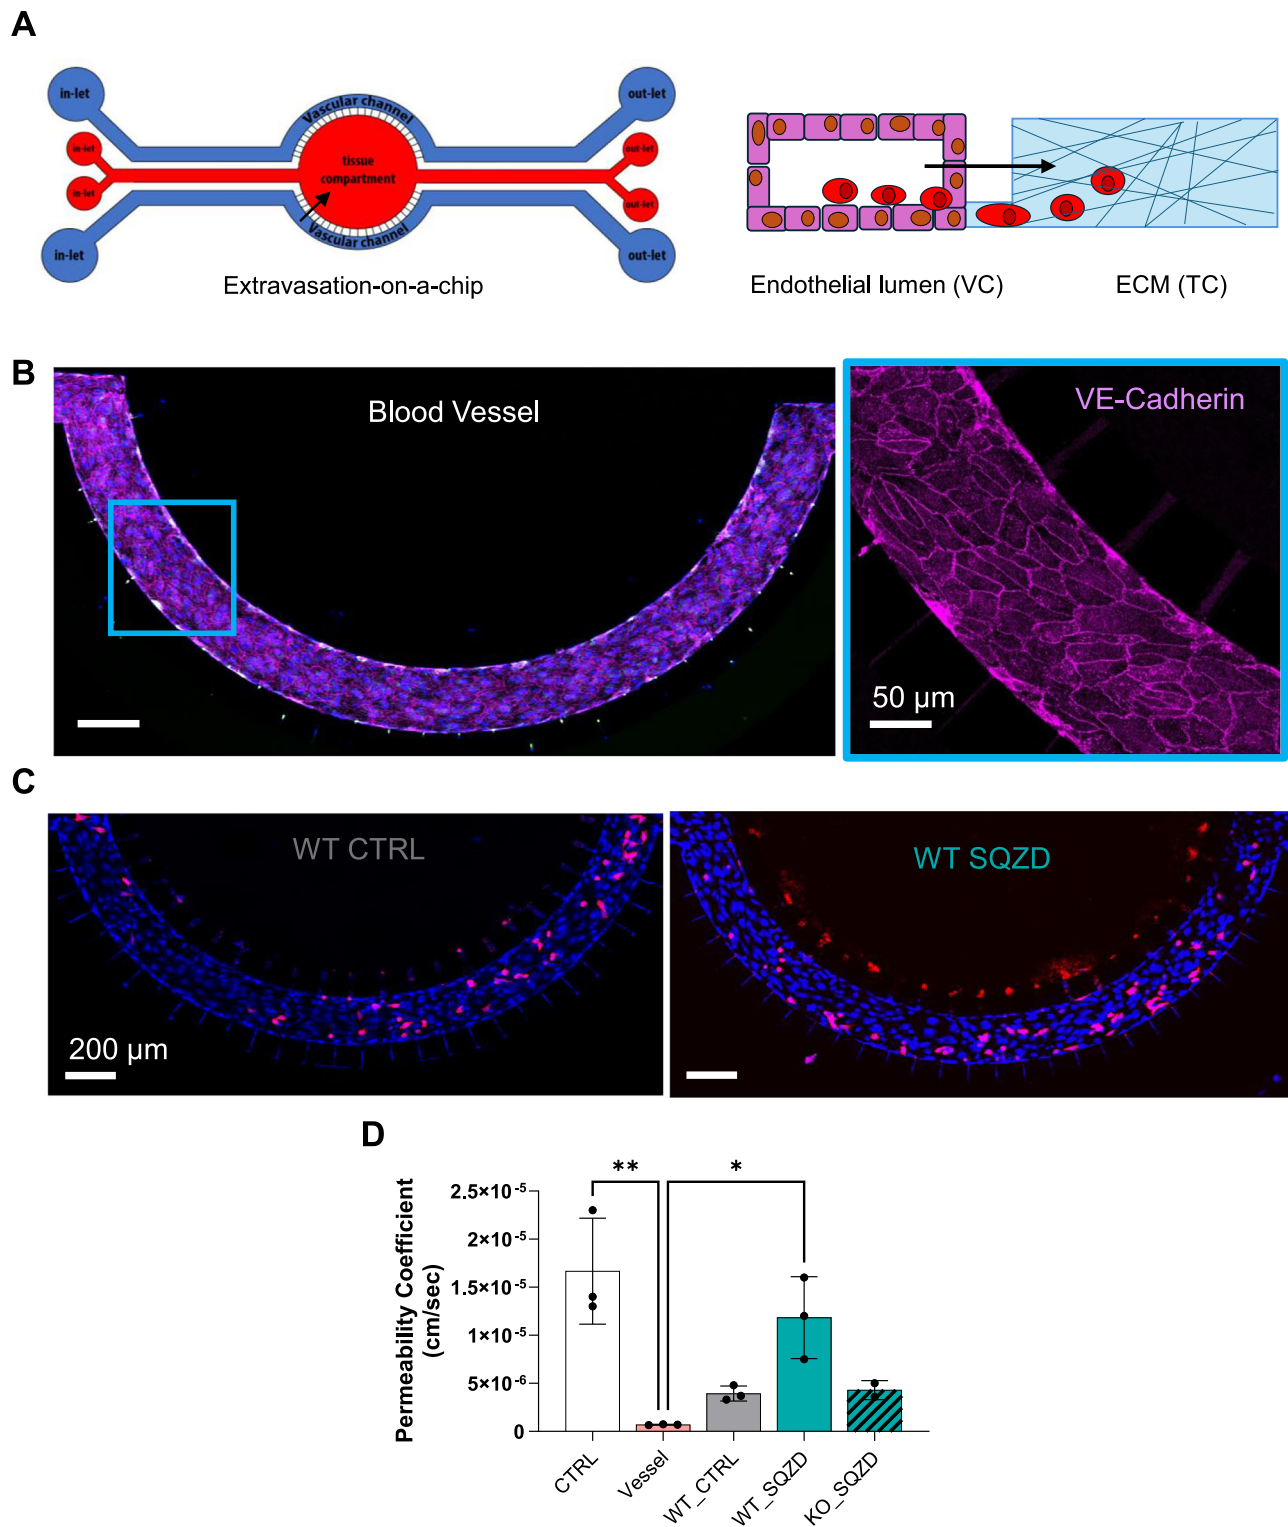 A
in-let
out-let
Vascular channel
in-let
out-let
tissue
compartment
in-let
out-let
Vascular channel
in-let
out-let
Extravasation-on-a-chip
Endothelial lumen (VC)
ECM (TC)
B
Blood Vessel
VE-Cadherin
50 µm
C
WT CTRL
WT SQZD
200 µm
D
** *
Permeability Coefficient
(cm/sec)
2.5×10⁻⁵
2×10⁻⁵
1.5×10⁻⁵
1×10⁻⁵
5×10⁻⁶
0
CTRL
Vessel
WT_CTRL
WT_SQZD
KO_SQZD